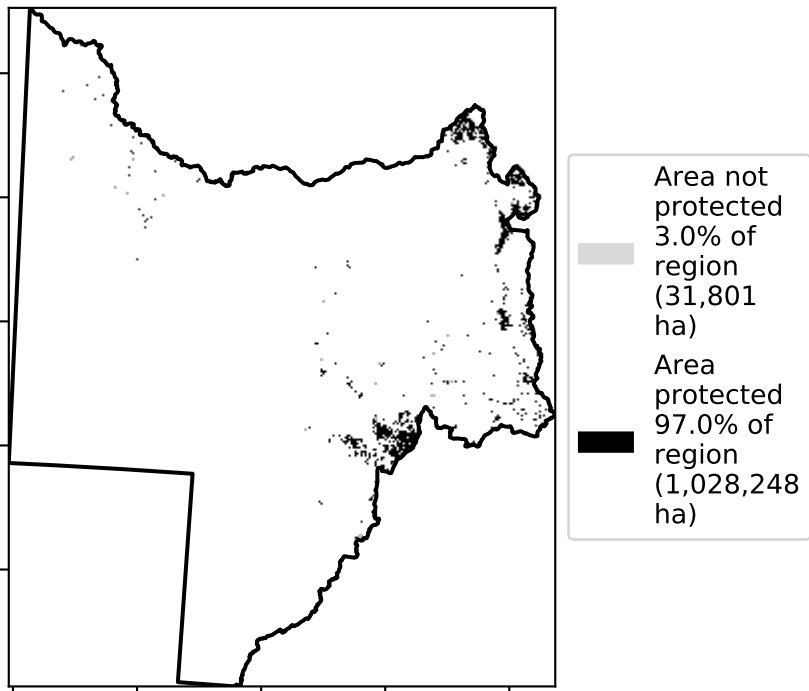 Area not
protected
3.0% of
region
(31,801
ha)
Area
protected
97.0% of
region
(1,028,248
ha)